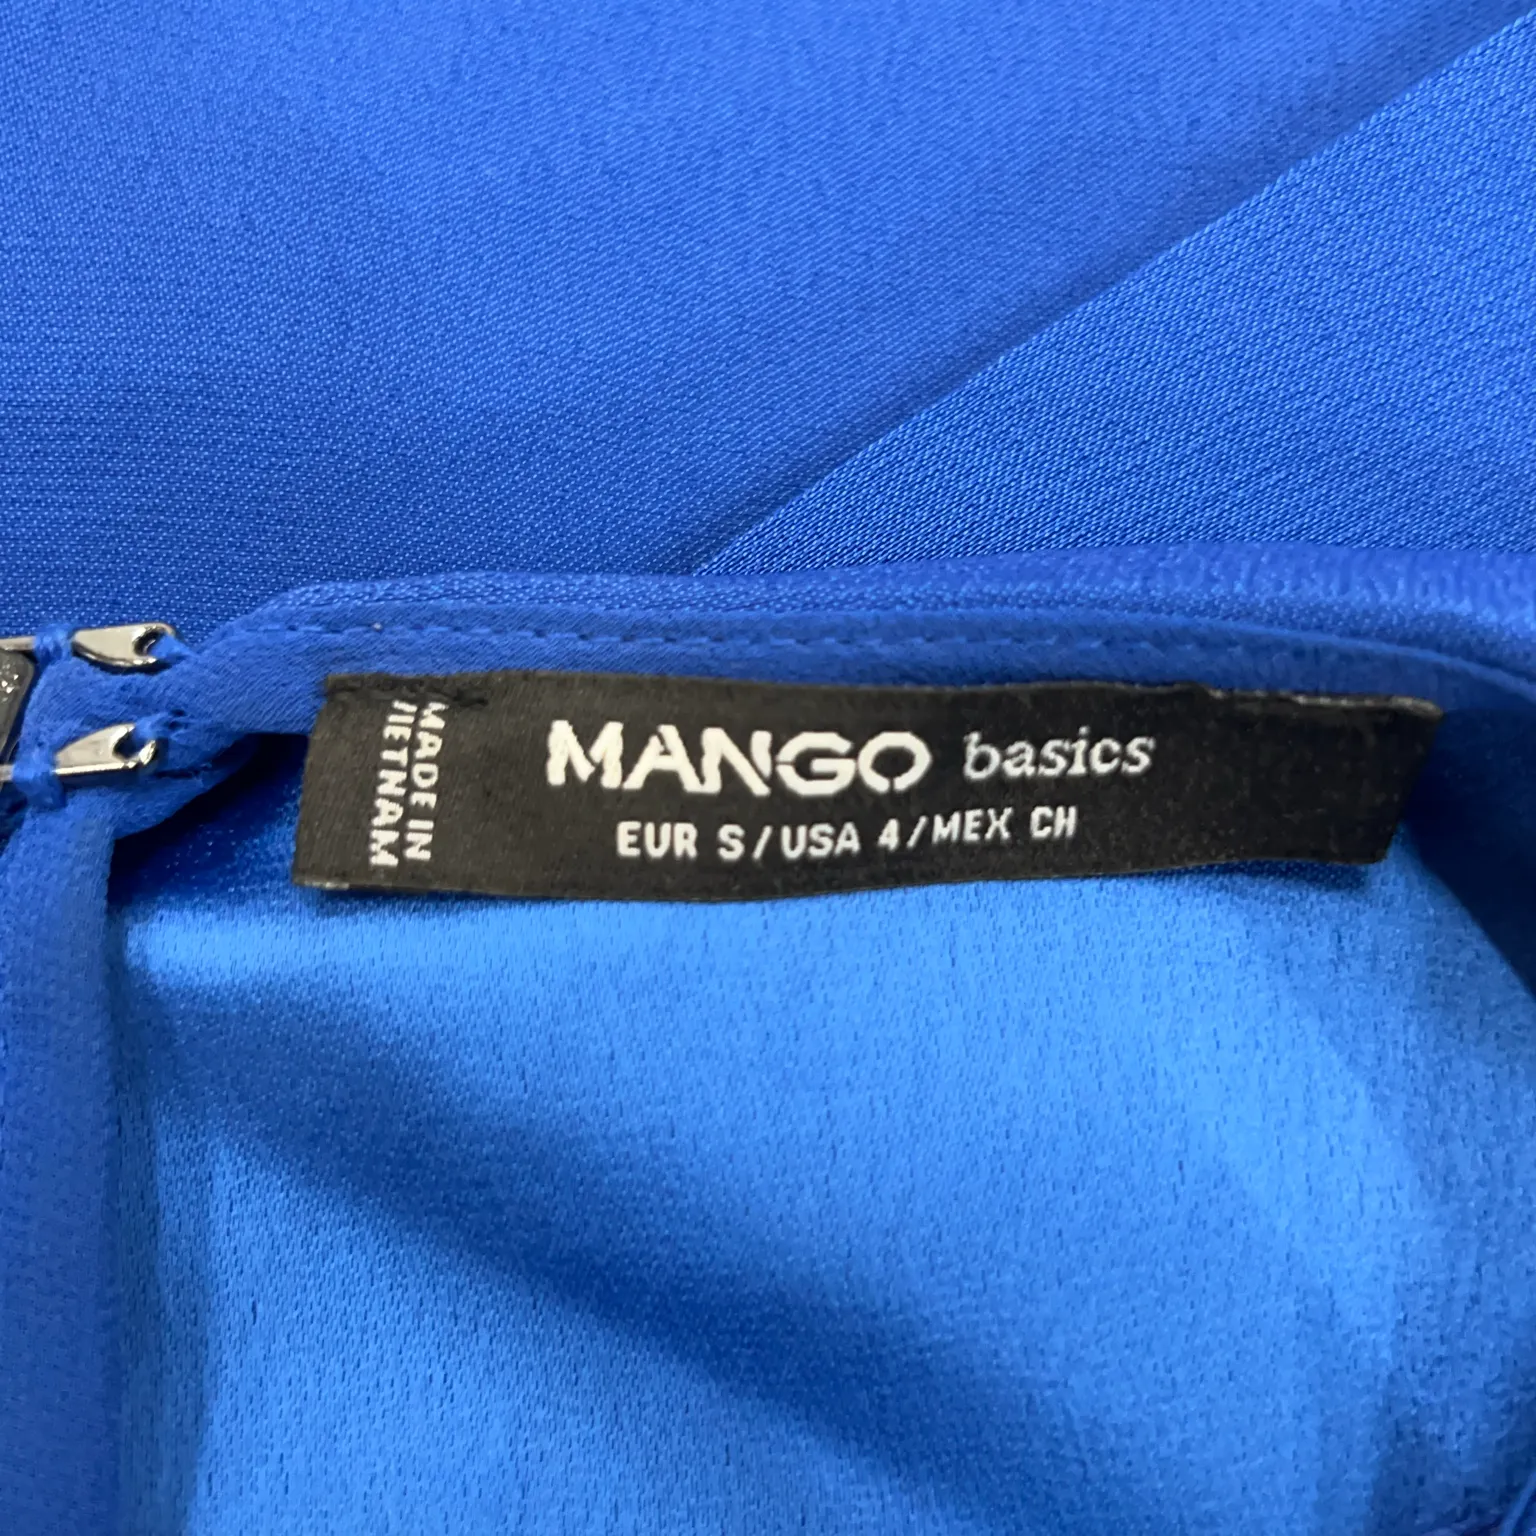 MANGO basics
EUR S/USA 4/MEX CH
MADE IN
VIETNAM